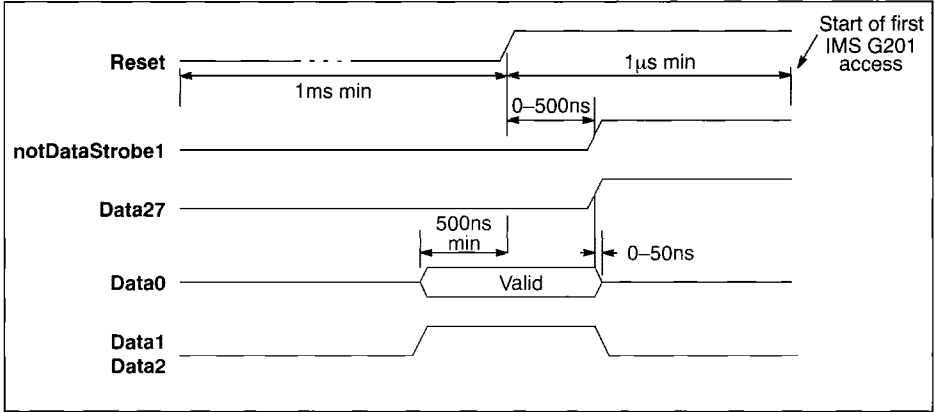 Start of first
IMS G201
access
Reset
1ms min
1µs min
0–500ns
notDataStrobe1
Data27
500ns
min
0–50ns
Data0
Valid
Data1
Data2